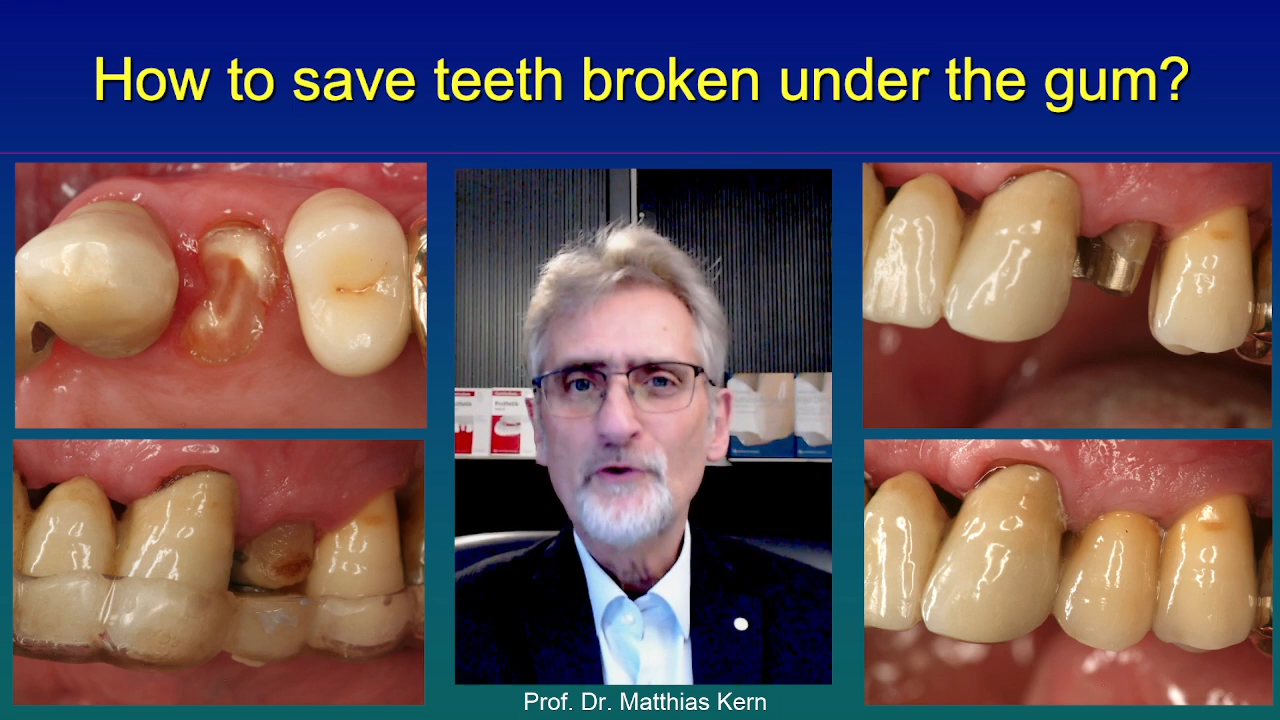 How to save teeth broken under the gum?
Prof. Dr. Matthias Kern